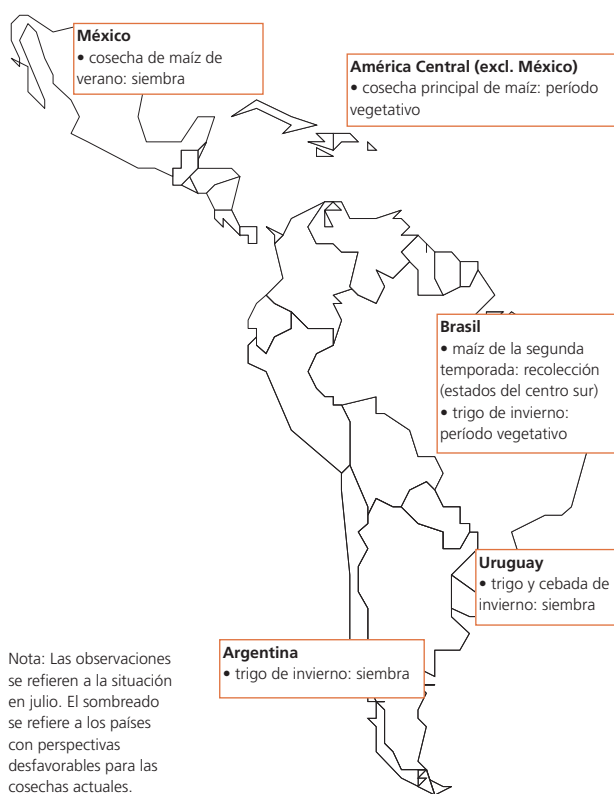 México
• cosecha de maíz de
verano: siembra
América Central (excl. México)
• cosecha principal de maíz: período
vegetativo
Brasil
• maíz de la segunda
temporada: recolección
(estados del centro sur)
• trigo de invierno:
período vegetativo
Uruguay
• trigo y cebada de
invierno: siembra
Argentina
• trigo de invierno: siembra
Nota: Las observaciones
se refieren a la situación
en julio. El sombreado
se refiere a los países
con perspectivas
desfavorables para las
cosechas actuales.